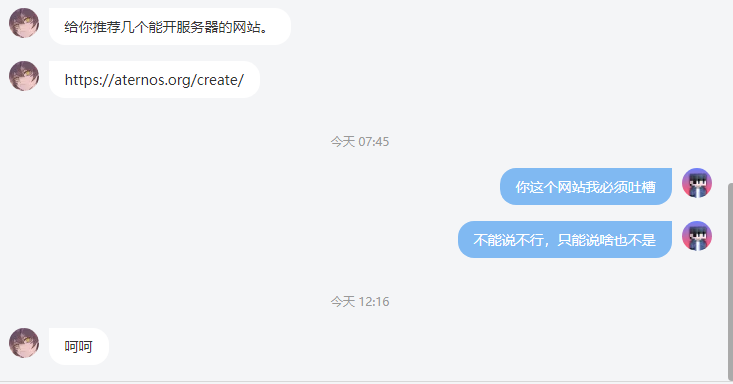 给你推荐几个能开服务器的网站。
https://aternos.org/create/
今天 07:45
你这个网站我必须吐槽
不能说不行，只能说啥也不是
今天 12:16
呵呵